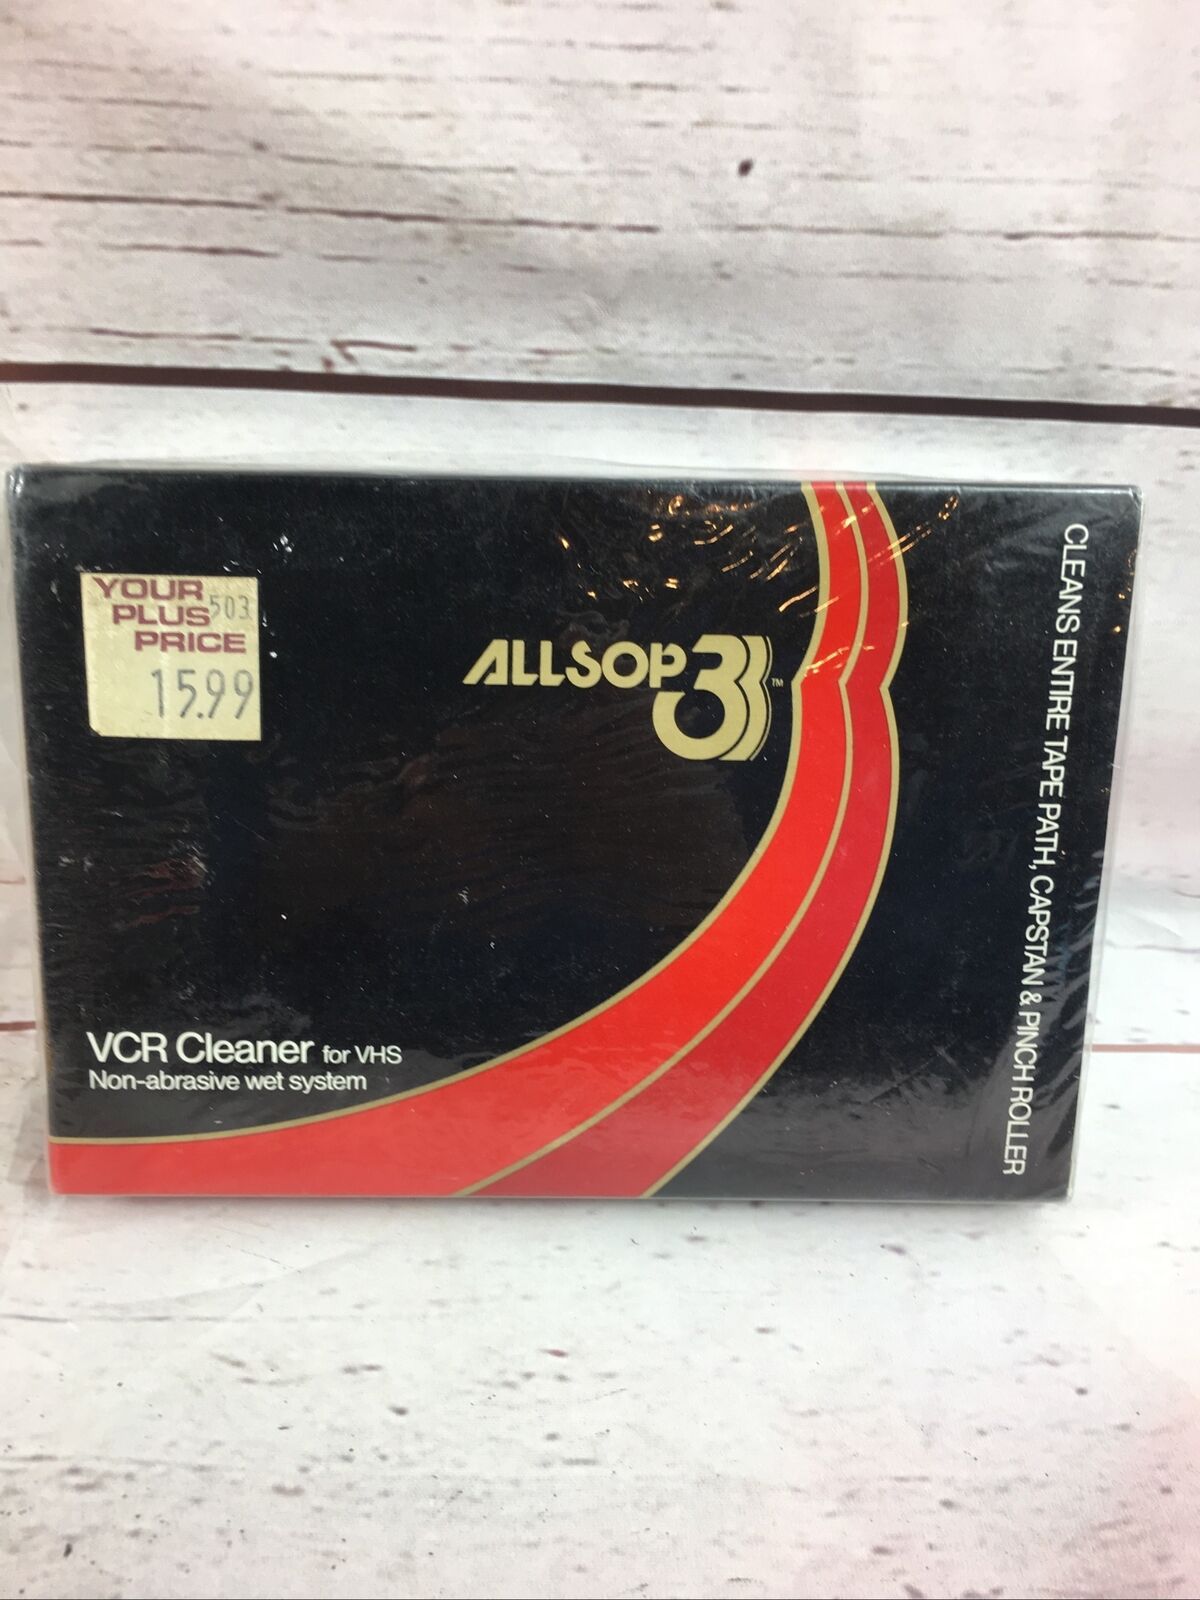 YOUR
PLUS 503
PRICE
15.99
ALLSOP 3 ™
VCR Cleaner for VHS
Non-abrasive wet system
CLEANS ENTIRE TAPE PATH, CAPSTAN & PINCH ROLLER